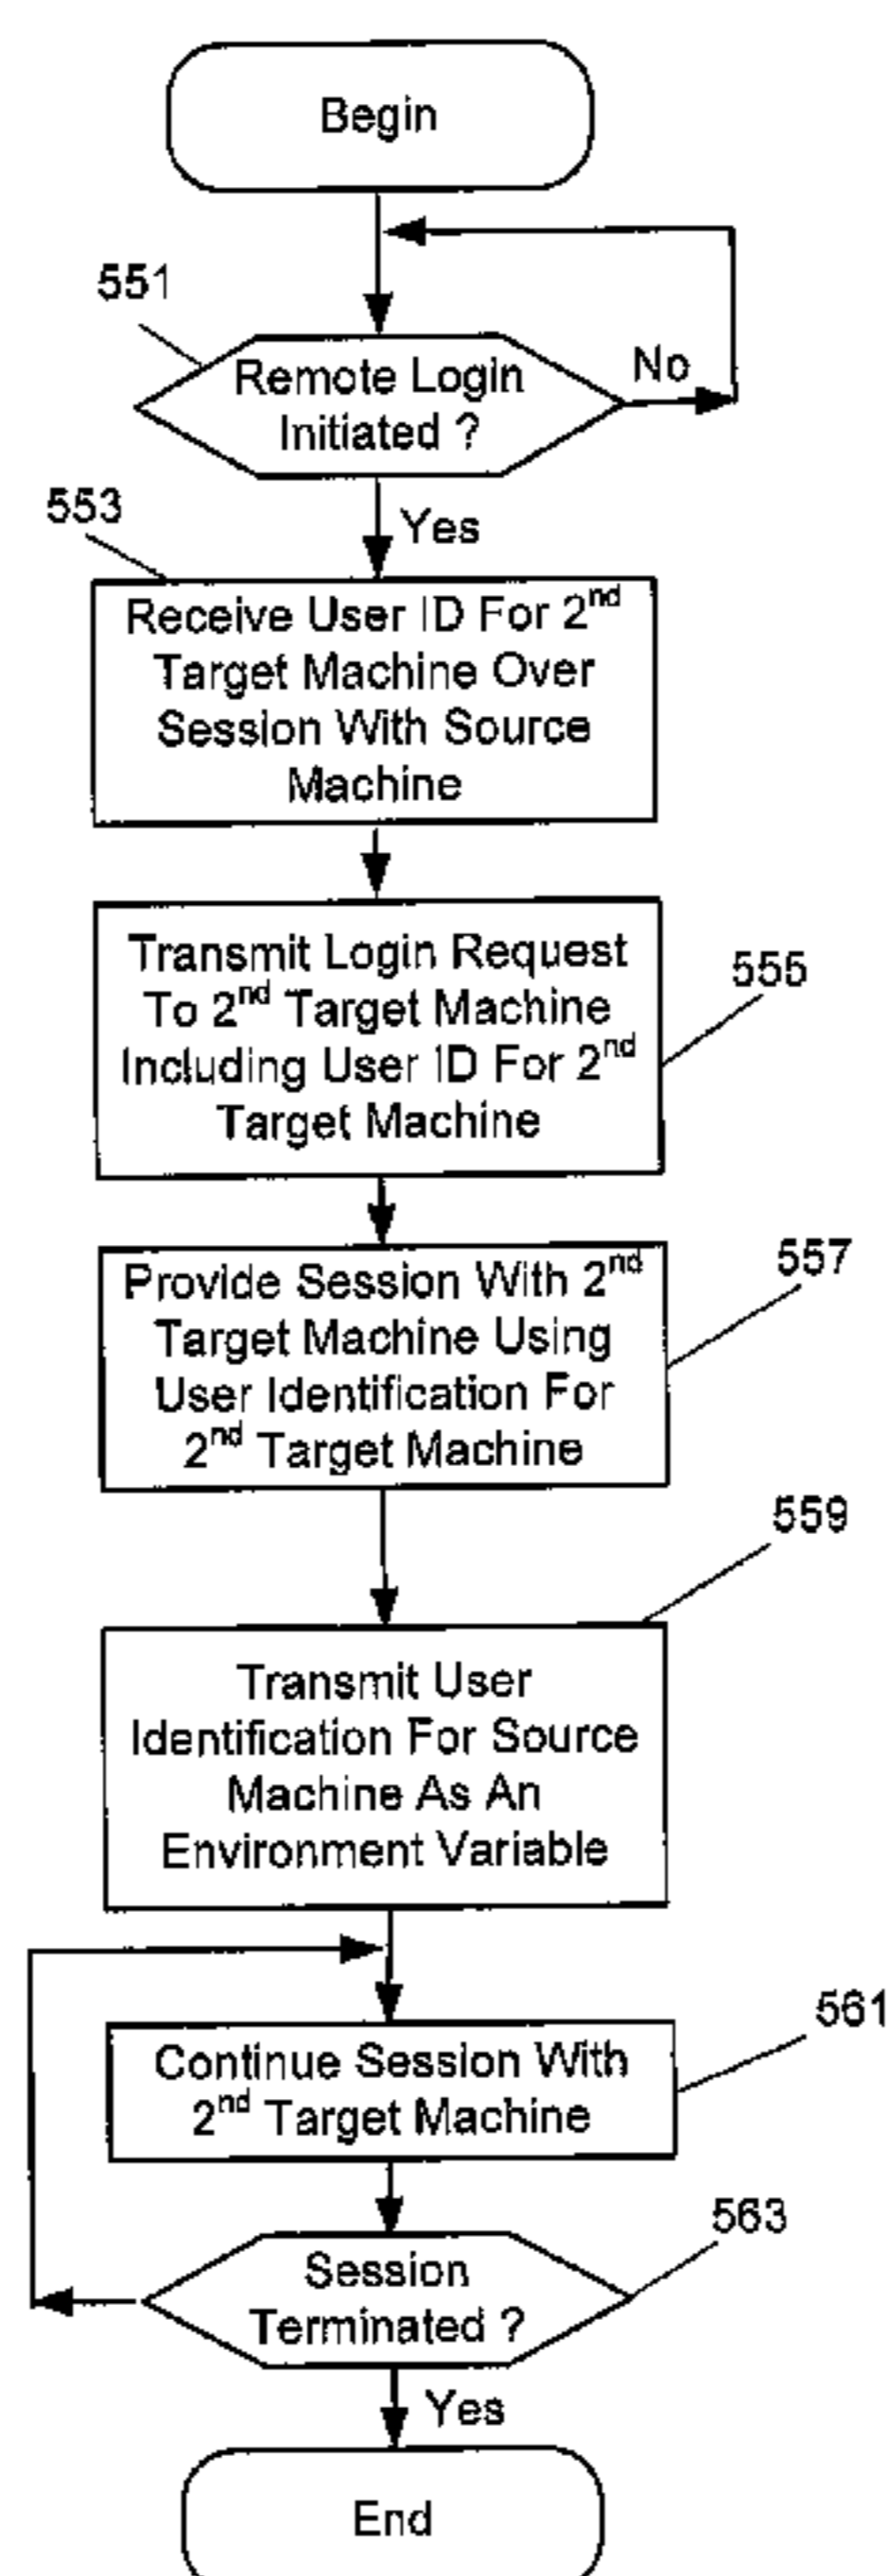 Begin
551
Remote Login
Initiated ?
No
Yes
553
Receive User ID For 2nd
Target Machine Over
Session With Source
Machine
Transmit Login Request
To 2nd Target Machine
Including User ID For 2nd
Target Machine
555
Provide Session With 2nd
Target Machine Using
User Identification For
2nd Target Machine
557
559
Transmit User
Identification For Source
Machine As An
Environment Variable
561
Continue Session With
2nd Target Machine
563
Session
Terminated ?
Yes
End